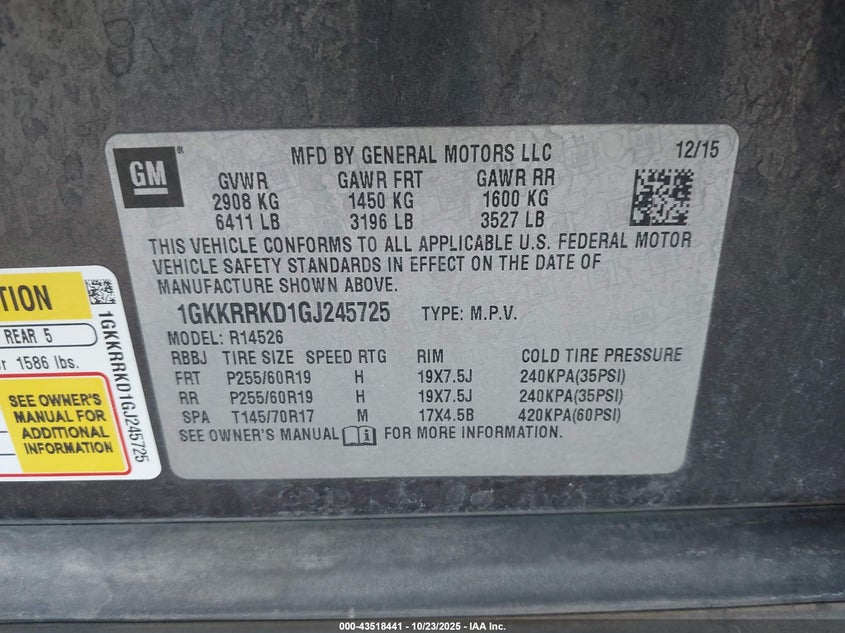 GM
®
MFD BY GENERAL MOTORS LLC
12/15
GVWR GAWR FRT GAWR RR
2908 KG 1450 KG 1600 KG
6411 LB 3196 LB 3527 LB
THIS VEHICLE CONFORMS TO ALL APPLICABLE U.S. FEDERAL MOTOR
VEHICLE SAFETY STANDARDS IN EFFECT ON THE DATE OF
MANUFACTURE SHOWN ABOVE.
1GKKRRKD1GJ245725 TYPE: M.P.V.
MODEL: R14526
RBBJ TIRE SIZE SPEED RTG RIM COLD TIRE PRESSURE
FRT P255/60R19 H 19X7.5J 240KPA(35PSI)
RR P255/60R19 H 19X7.5J 240KPA(35PSI)
SPA T145/70R17 M 17X4.5B 420KPA(60PSI)
SEE OWNER'S MANUAL i FOR MORE INFORMATION.
REAR 5
1586 lbs.
SEE OWNER'S
MANUAL FOR
ADDITIONAL
INFORMATION
1GKKRRKD1GJ245725
000-43518441 - 10/23/2025 - IAA Inc.